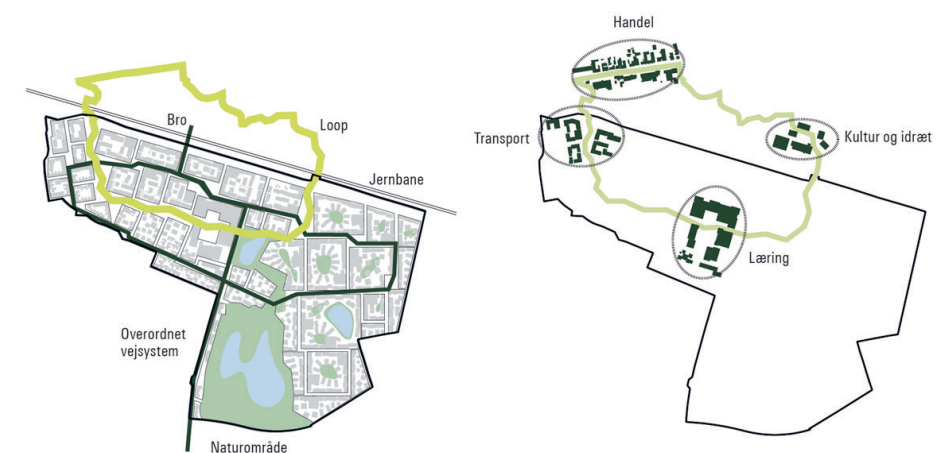 Bro
Loop
Jernbane
Overordnet
vejsystem
Naturområde
Handel
Transport
Kultur og idræt
Læring